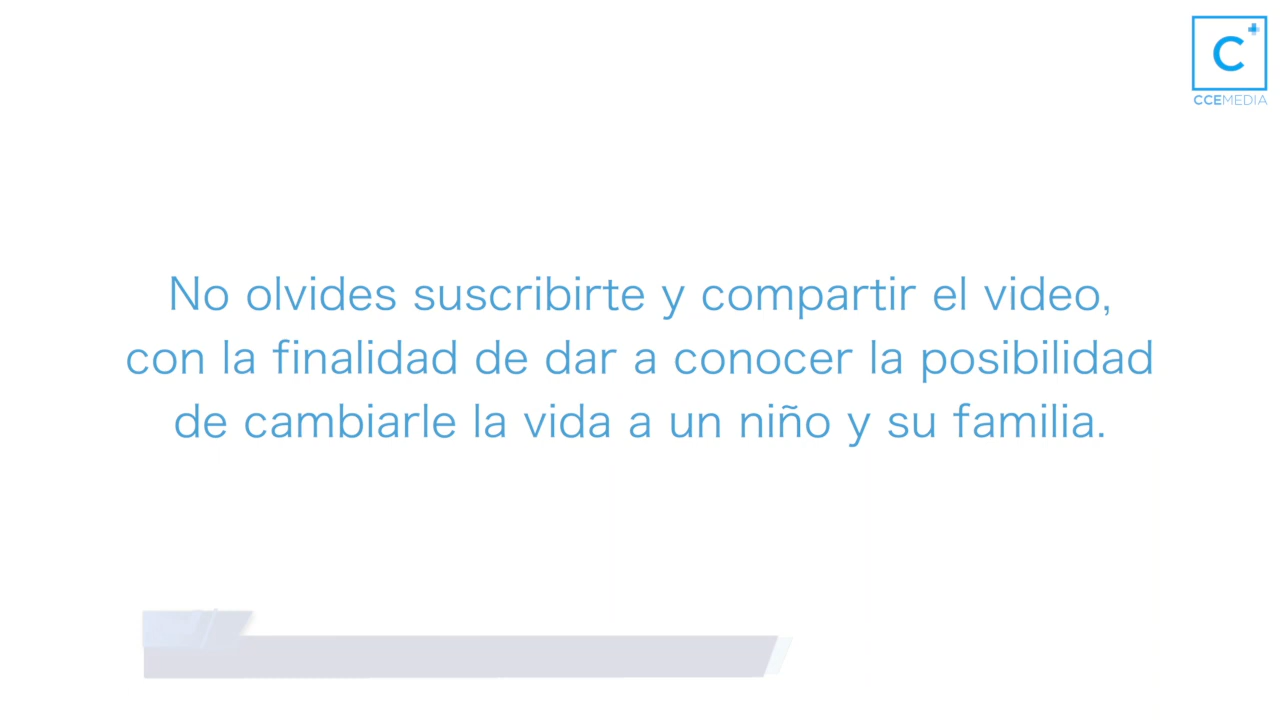 C+
CCEMEDIA
No olvides suscribirte y compartir el video,
con la finalidad de dar a conocer la posibilidad
de cambiarle la vida a un niño y su familia.